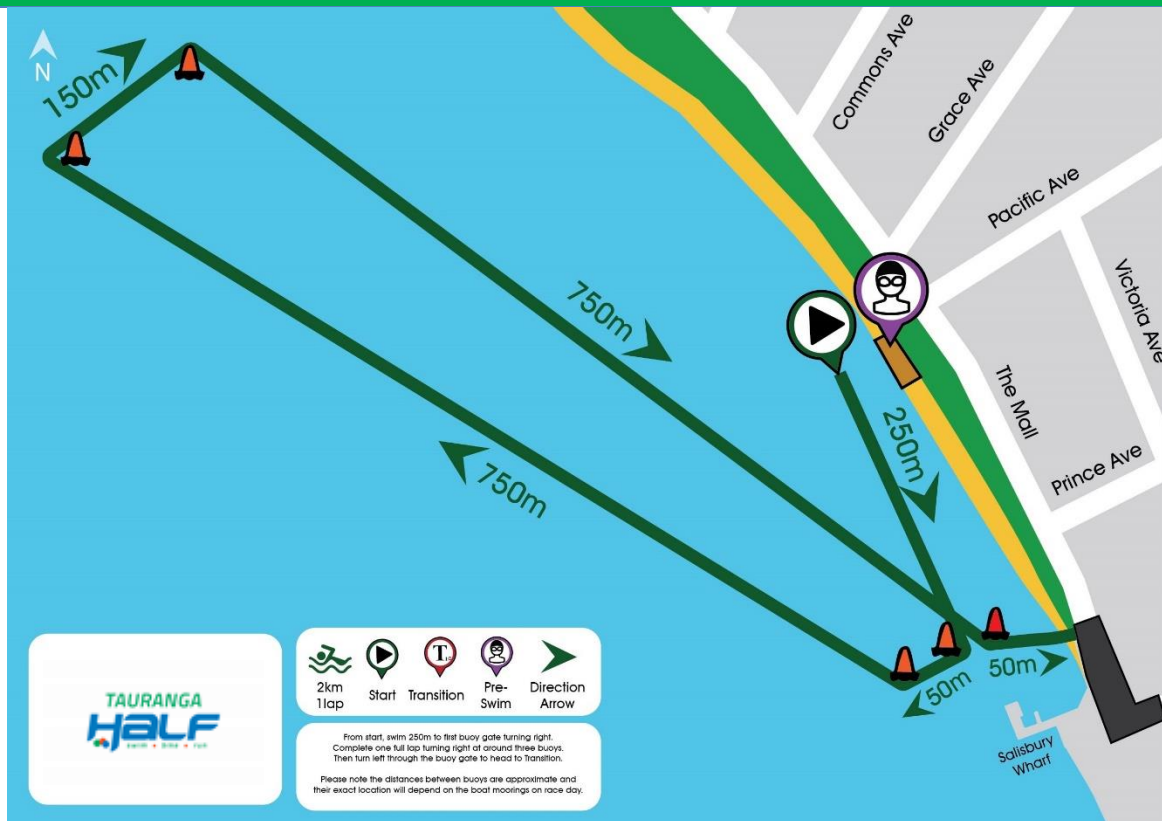 N
150m
Commons Ave
Grace Ave
Pacific Ave
Victoria Ave
750m
The Mall
250m
Prince Ave
750m
50m
50m
Salisbury
Wharf
TAURANGA
HALF
swim • bike • run
2km
1lap
Start
T
Transition
Pre-
Swim
Direction
Arrow
From start, swim 250m to first buoy gate turning right.
Complete one full lap turning right at around three buoys.
Then turn left through the buoy gate to head to Transition.
Please note the distances between buoys are approximate and
their exact location will depend on the boat moorings on race day.